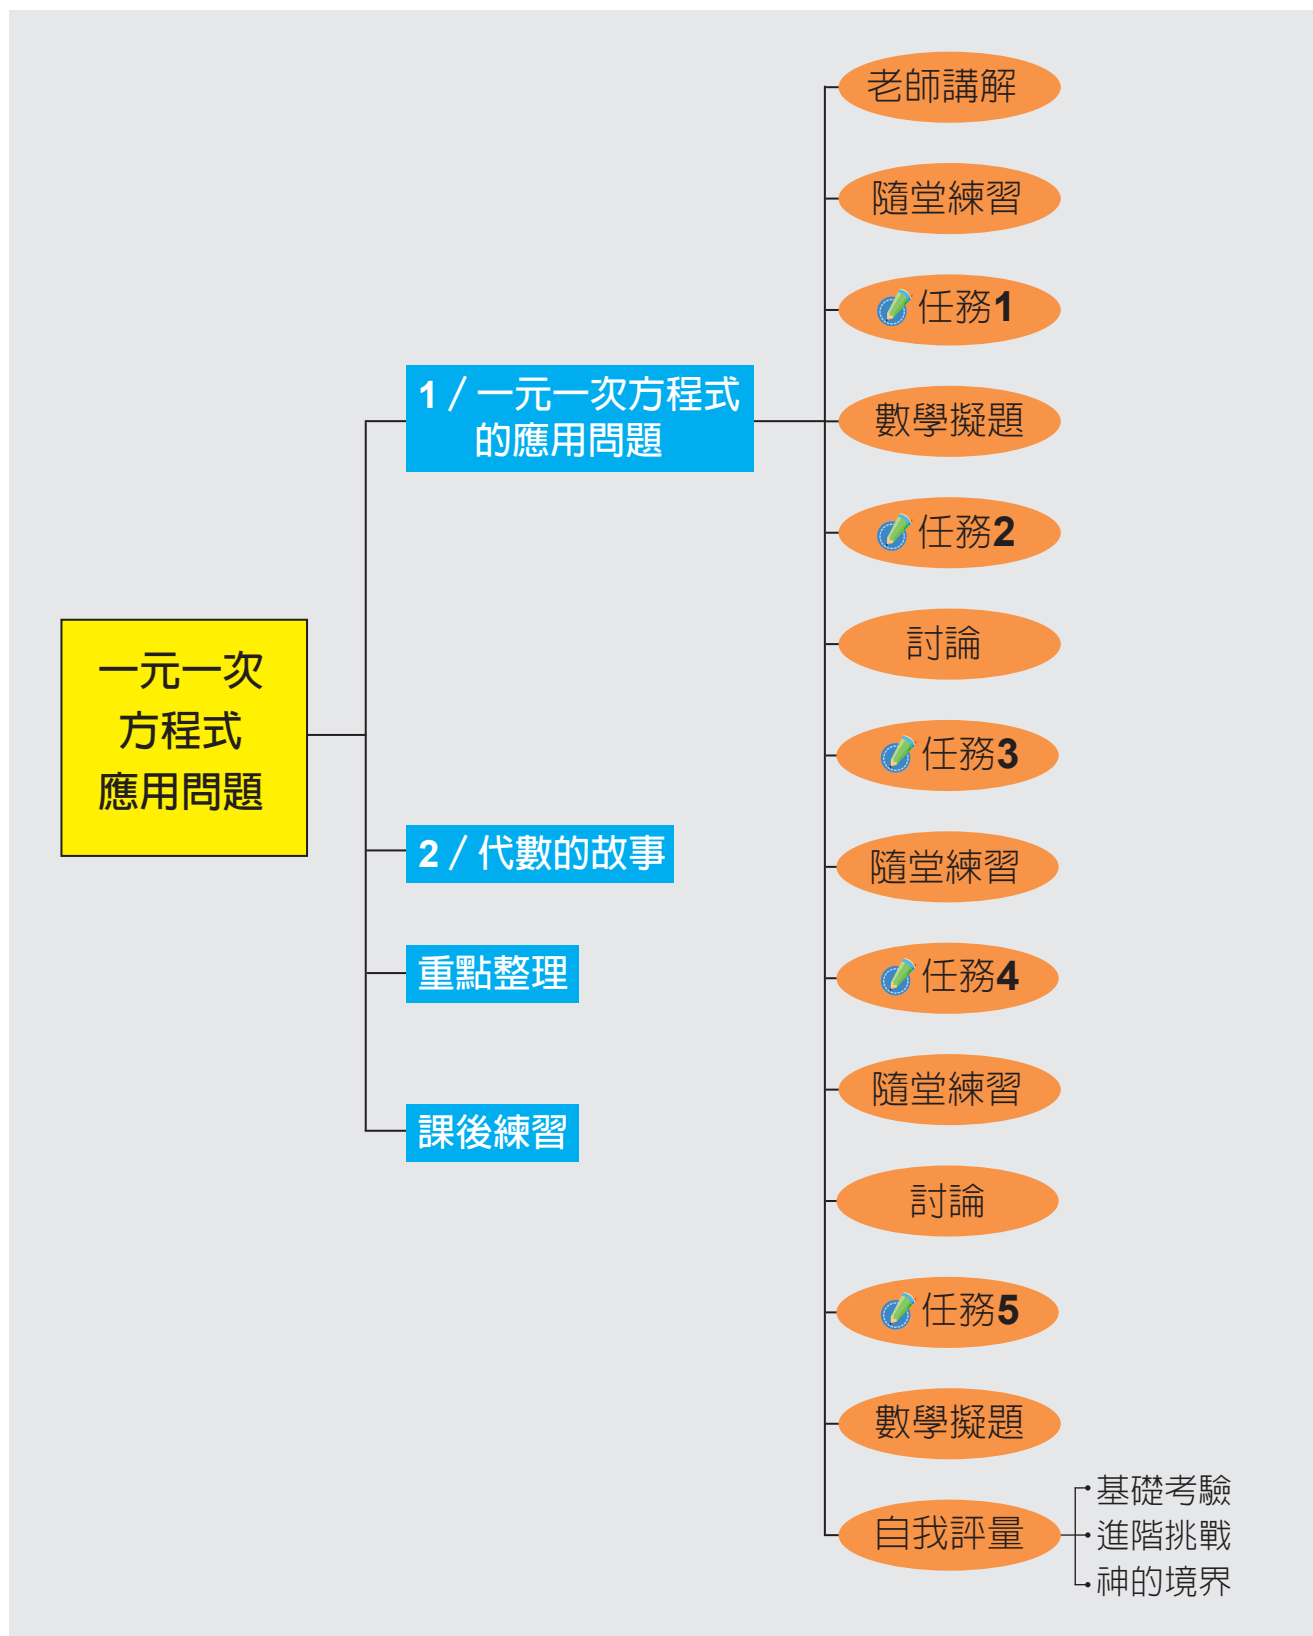 一元一次
方程式
應用問題
1／一元一次方程式
的應用問題
2／代數的故事
重點整理
課後練習
老師講解
隨堂練習
任務1
數學擬題
任務2
討論
任務3
隨堂練習
任務4
隨堂練習
討論
任務5
數學擬題
自我評量
基礎考驗
進階挑戰
神的境界